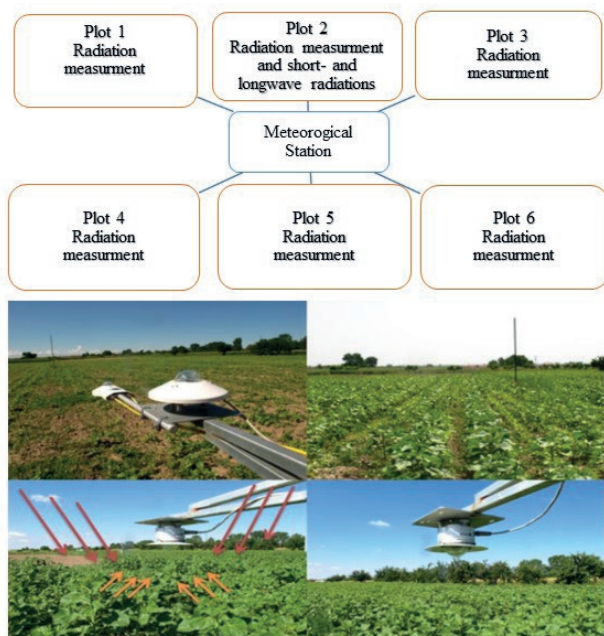 Plot 1
Radiation
measurment
Plot 2
Radiation measurment
and short- and
longwave radiations
Plot 3
Radiation
measurment
Meteorogical
Station
Plot 4
Radiation
measurment
Plot 5
Radiation
measurment
Plot 6
Radiation
measurment